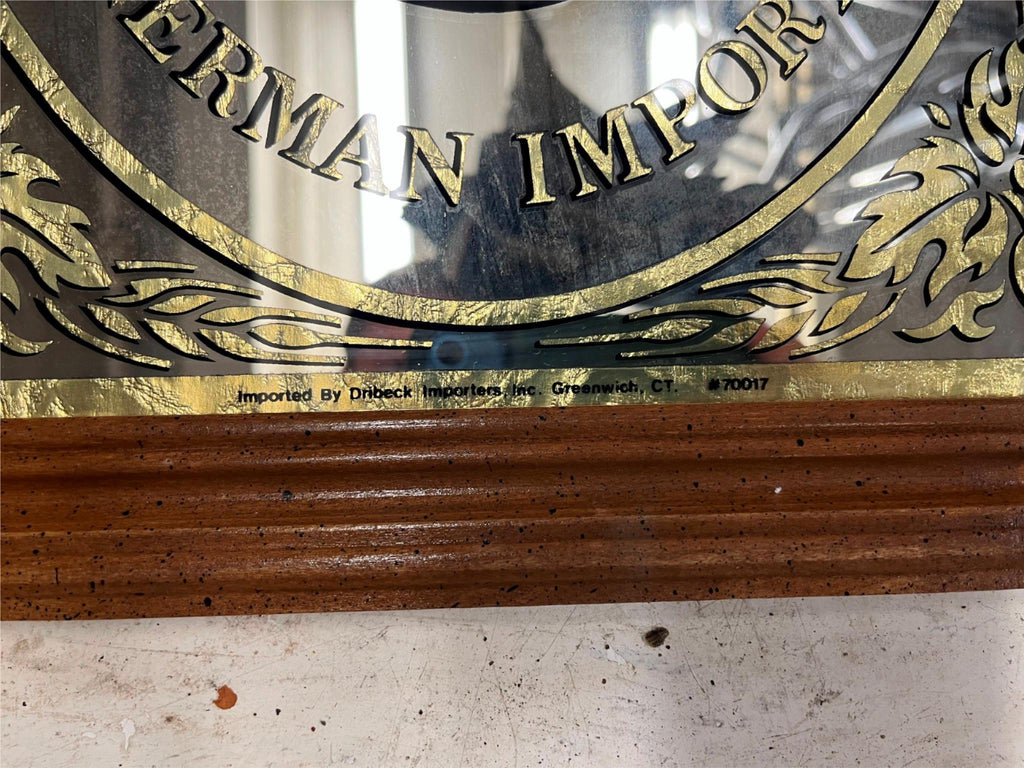 ERMAN IMPOR
Imported By Dribeck Importers, Inc. Greenwich, CT. #70017